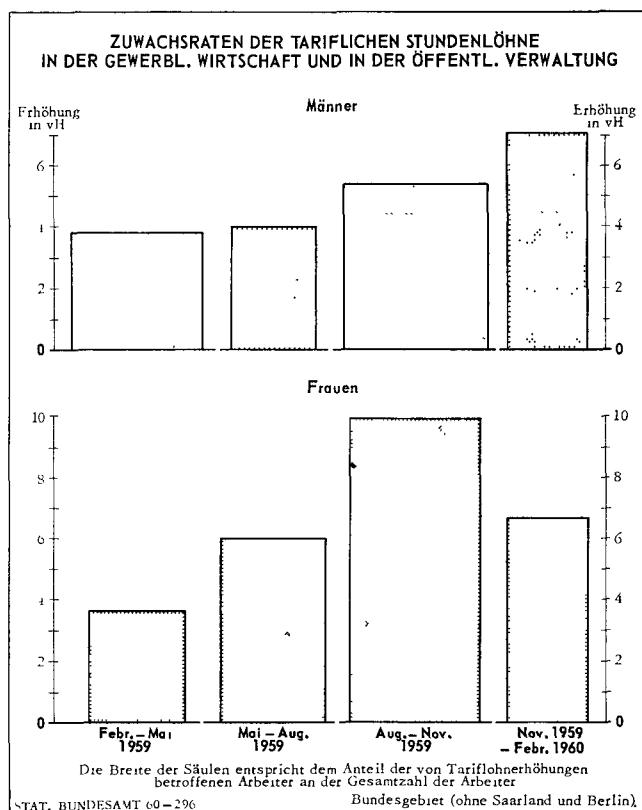 ZUWACHSRATEN DER TARIFLICHEN STUNDENLÖHNE
IN DER GEWERBL. WIRTSCHAFT UND IN DER ÖFFENTL. VERWALTUNG
Männer
Erhöhung
in vH
Erhöhung
in vH
6
4
2
0
6
4
2
0
Frauen
10
8
6
4
2
0
10
8
6
4
2
0
Febr.–Mai
1959
Mai–Aug.
1959
Aug.–Nov.
1959
Nov. 1959
– Febr. 1960
Die Breite der Säulen entspricht dem Anteil der von Tariflohnerhöhungen
betroffenen Arbeiter an der Gesamtzahl der Arbeiter
STAT. BUNDESAMT 60–296
Bundesgebiet (ohne Saarland und Berlin)